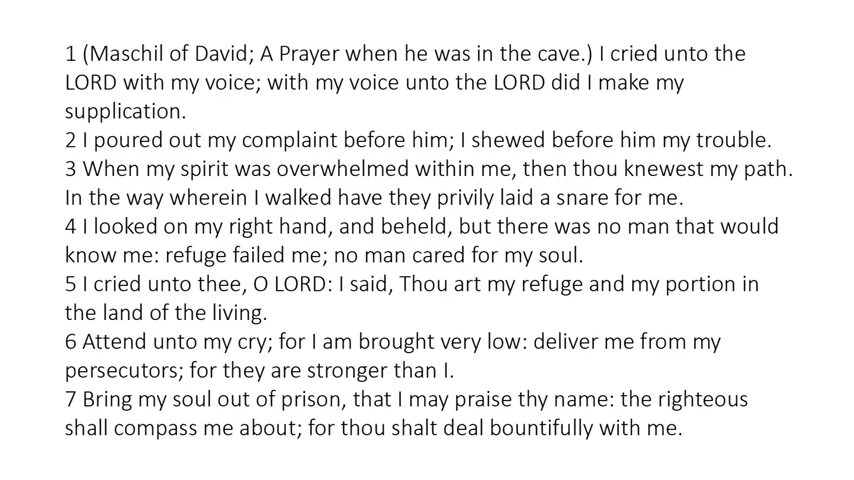 1 (Maschil of David; A Prayer when he was in the cave.) I cried unto the
LORD with my voice; with my voice unto the LORD did I make my
supplication.
2 I poured out my complaint before him; I shewed before him my trouble.
3 When my spirit was overwhelmed within me, then thou knewest my path.
In the way wherein I walked have they privily laid a snare for me.
4 I looked on my right hand, and beheld, but there was no man that would
know me: refuge failed me; no man cared for my soul.
5 I cried unto thee, O LORD: I said, Thou art my refuge and my portion in
the land of the living.
6 Attend unto my cry; for I am brought very low: deliver me from my
persecutors; for they are stronger than I.
7 Bring my soul out of prison, that I may praise thy name: the righteous
shall compass me about; for thou shalt deal bountifully with me.